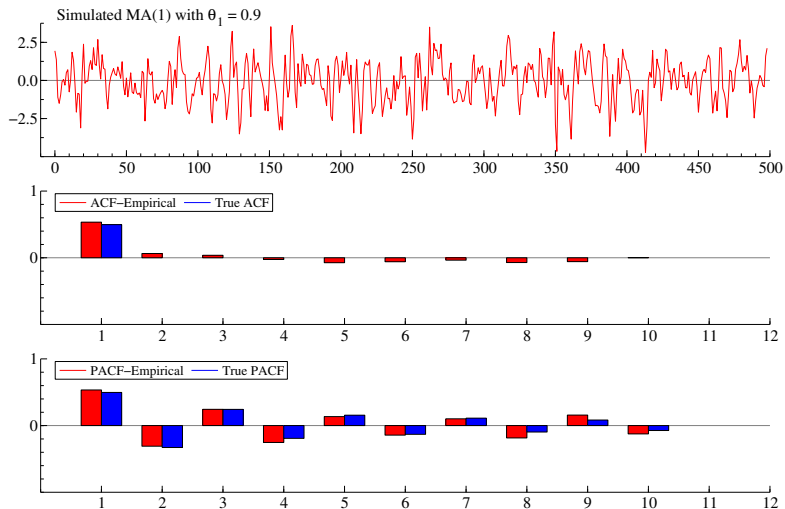 Simulated MA(1) with θ1 = 0.9
2.5
0.0
−2.5
0 50 100 150 200 250 300 350 400 450 500
1
ACF−Empirical True ACF
0
1 2 3 4 5 6 7 8 9 10 11 12
1
PACF−Empirical True PACF
0
1 2 3 4 5 6 7 8 9 10 11 12